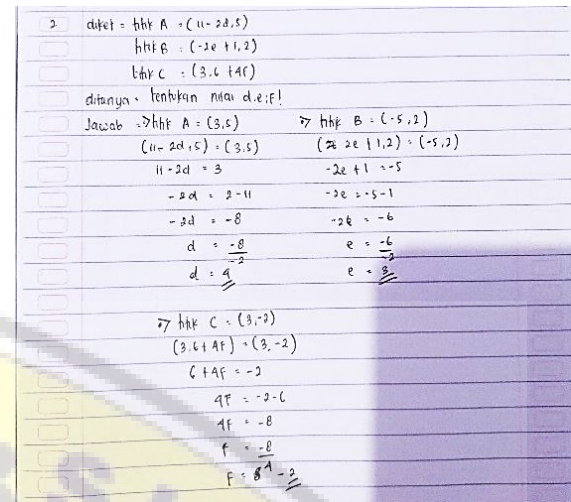 2 diket = titik A = (11-2d,5)
titik B : (-2e+1,2)
titik C : (3.6+4f)
ditanya : tentukan nilai d.e.f!
Jawab => titik A = (3,5)
(11-2d,5) = (3.5)
11-2d = 3
-2d = 3-11
-2d = -8
d = -8/-2
d = 4
=> titik B = (-5,2)
(2e+1,2) = (-5,2)
-2e+1 = -5
-2e = -5-1
-2e = -6
e = -6/-2
e = 3
=> titik C = (3,-2)
(3.6+4f) = (3,-2)
6+4f = -2
4f = -2-6
4f = -8
f = -8/4
F = -2